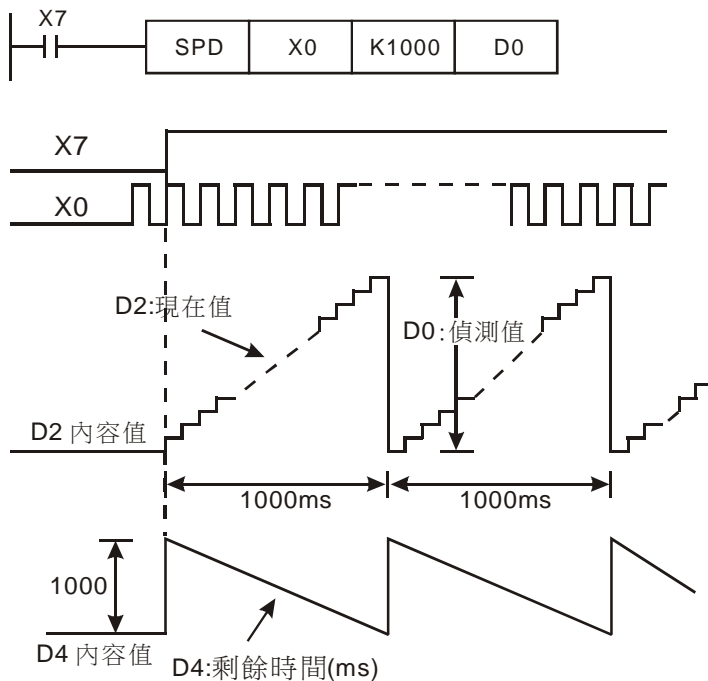 X7
SPD X0 K1000 D0
X7
X0
D2:現在值
D0:偵測值
D2 內容值
1000ms 1000ms
1000
D4 內容值
D4:剩餘時間(ms)